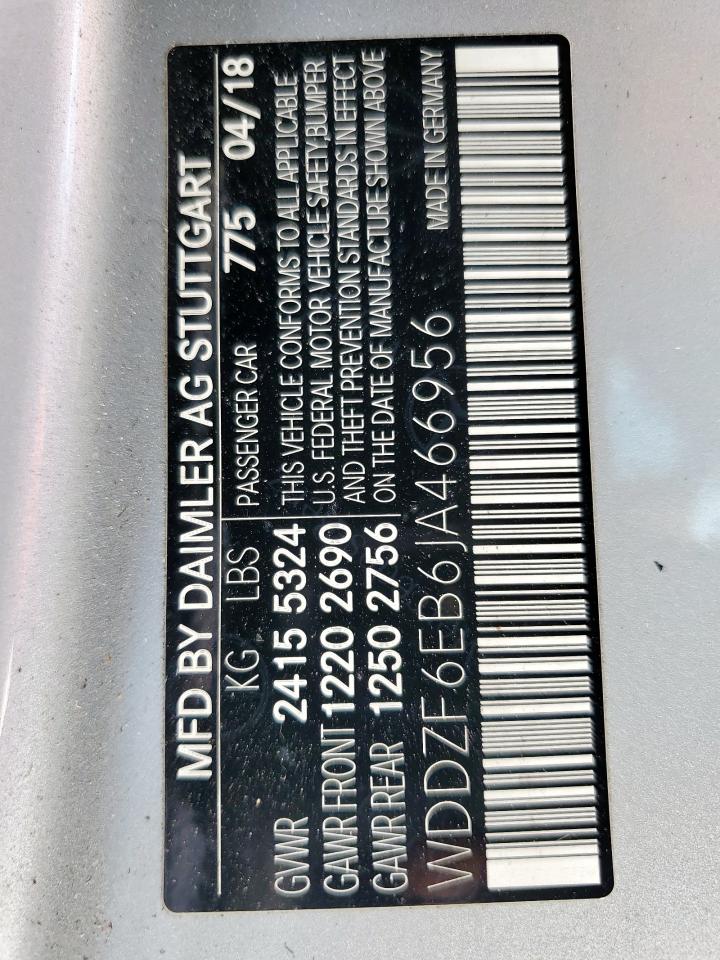 MFD BY DAIMLER AG STUTTGART
KG LBS PASSENGER CAR 775 04/18
GVWR 2415 5324 THIS VEHICLE CONFORMS TO ALL APPLICABLE
GAWR FRONT 1220 2690 U.S. FEDERAL MOTOR VEHICLE SAFETY, BUMPER
GAWR REAR 1250 2756 AND THEFT PREVENTION STANDARDS IN EFFECT
ON THE DATE OF MANUFACTURE SHOWN ABOVE
WDDZF6EB6JA466956 MADE IN GERMANY